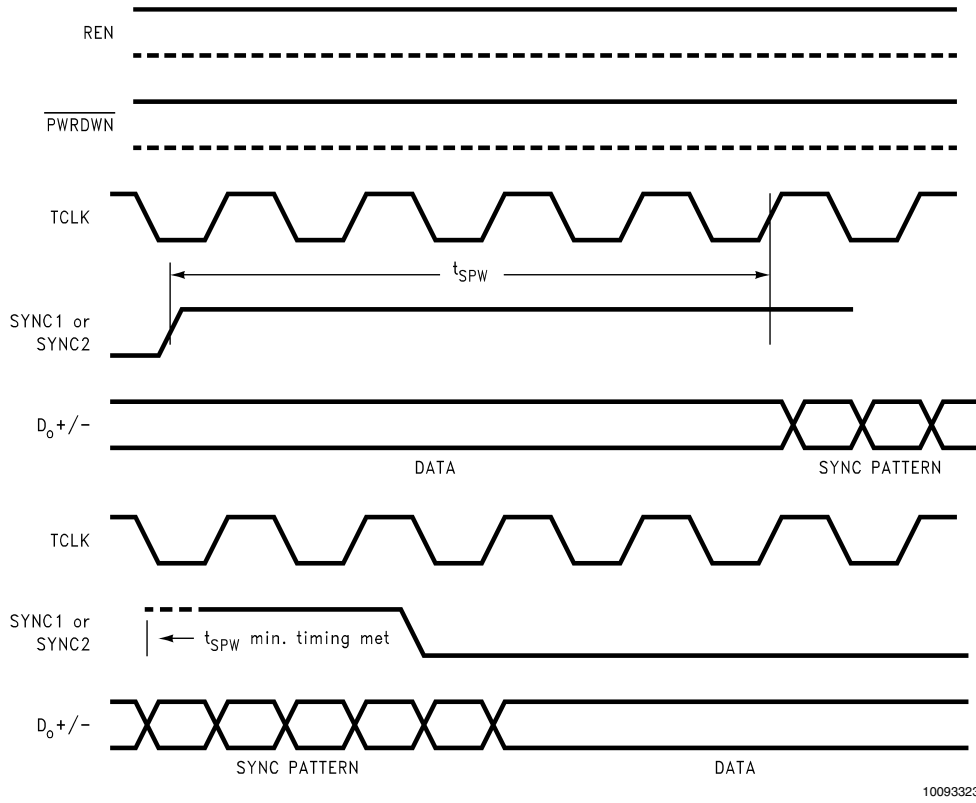 REN
PWRDWN
TCLK
tSPW
SYNC1 or
SYNC2
Do+/-
DATA
SYNC PATTERN
TCLK
SYNC1 or
SYNC2
tSPW min. timing met
Do+/-
SYNC PATTERN
DATA
10093323